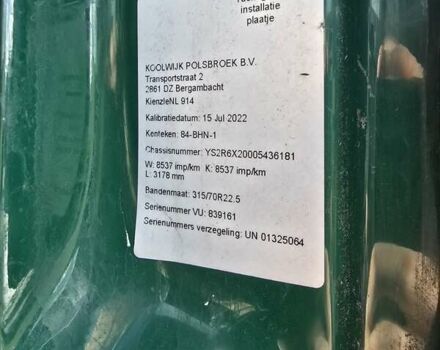 installatie
plaatje
KOOLWIJK POLSBROEK B.V.
Transportstraat 2
2861 DZ Bergambacht
KienzleNL 914
Kalibratiedatum: 15 Jul 2022
Kenteken: 84-BHN-1
Chassisnummer: YS2R6X20005436181
W: 8537 imp/km K: 8537 imp/km
L: 3178 mm
Bandenmaat: 315/70R22.5
Serienummer VU: 839161
Serienummers verzegeling: UN 01325064